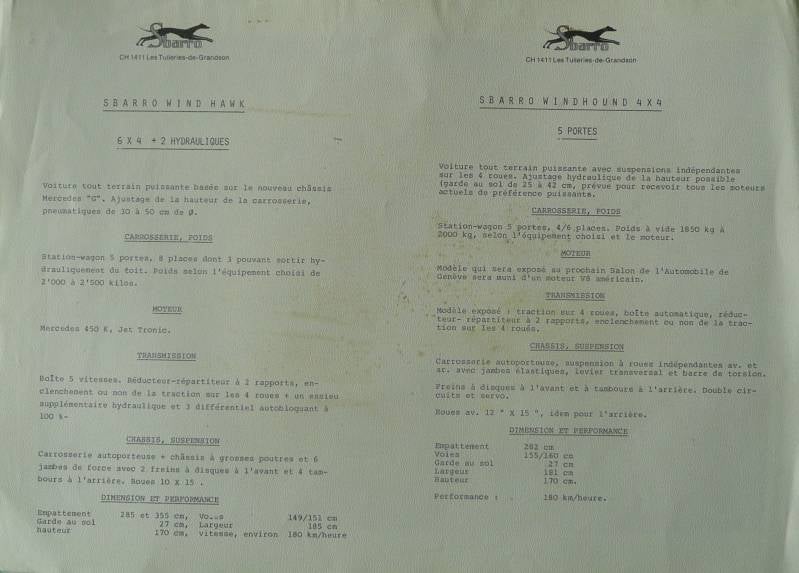 Sbarro
CH 1411 Les Tuileries-de-Grandson
SBARRO WIND HAWK
6 X 4 + 2 HYDRAULIQUES
Voiture tout terrain puissante basée sur le nouveau châssis
Mercedes "G". Ajustage de la hauteur de la carrosserie,
pneumatiques de 30 à 50 cm de Ø.
CARROSSERIE, POIDS
Station-wagon 5 portes, 8 places dont 3 pouvant sortir hy-
drauliquement du toit. Poids selon l'équipement choisi de
2'000 à 2'500 kilos.
MOTEUR
Mercedes 450 K, Jet Tronic.
TRANSMISSION
Boîte 5 vitesses. Réducteur-répartiteur à 2 rapports, en-
clenchement ou non de la traction sur les 4 roues + un essieu
supplémentaire hydraulique et 3 différentiel autobloquant à
100 %-
CHASSIS, SUSPENSION
Carrosserie autoporteuse + châssis à grosses poutres et 6
jambes de force avec 2 freins à disques à l'avant et 4 tam-
bours à l'arrière. Roues 10 X 15 .
DIMENSION ET PERFORMANCE
Empattement 285 et 355 cm, 149/151 cm
Garde au sol 27 cm, Largeur 185 cm
hauteur 170 cm, vitesse, environ 180 km/heure
Sbarro
CH 1411 Les Tuileries-de-Grandson
SBARRO WINDHOUND 4X4
5 PORTES
Voiture tout terrain puissante avec suspensions indépendantes
sur les 4 roues. Ajustage hydraulique de la hauteur possible
(garde au sol de 25 à 42 cm, prévue pour recevoir tous les moteurs
actuels de préférence puissants.
CARROSSERIE, POIDS
Station-wagon 5 portes, 4/6 places. Poids à vide 1850 kg à
2000 kg, selon l'équipement choisi et le moteur.
MOTEUR
Modèle qui sera exposé au prochain Salon de l'Automobile de
Genève sera muni d'un moteur V8 américain.
TRANSMISSION
Modèle exposé : traction sur 4 roues, boîte automatique, réduc-
teur- répartiteur à 2 rapports, enclenchement ou non de la trac-
tion sur les 4 roues.
CHASSIS, SUSPENSION
Carrosserie autoporteuse, suspension à roues indépendantes av. et
ar. avec jambes élastiques, levier transversal et barre de torsion.
Freins à disques à l'avant et à tambours à l'arrière. Double cir-
cuits et servo.
Roues av. 12 " X 15 ", idem pour l'arrière.
DIMENSION ET PERFORMANCE
Empattement 282 cm
Voies 155/160 cm
Garde au sol 27 cm
Largeur 181 cm
Hauteur 170 cm.
Performance : 180 km/heure.